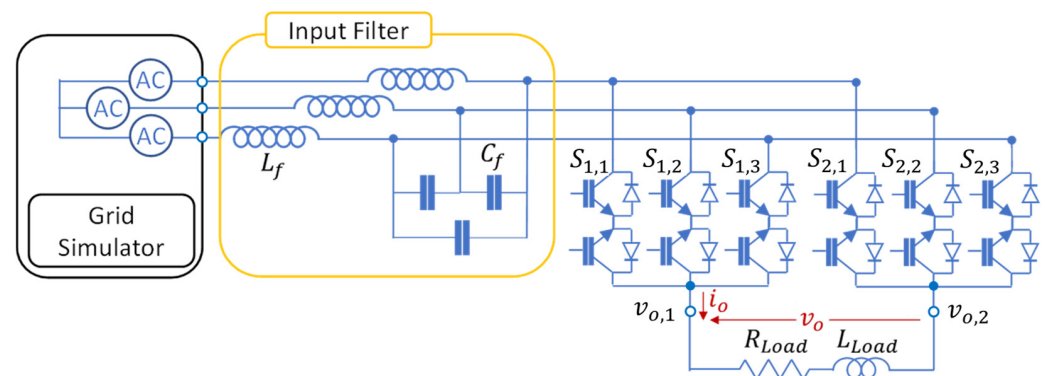 Input Filter
AC
AC
AC
L_f
C_f
Grid
Simulator
S_{1,1} S_{1,2} S_{1,3} S_{2,1} S_{2,2} S_{2,3}
v_{o,1} i_o v_o v_{o,2}
R_{Load} L_{Load}